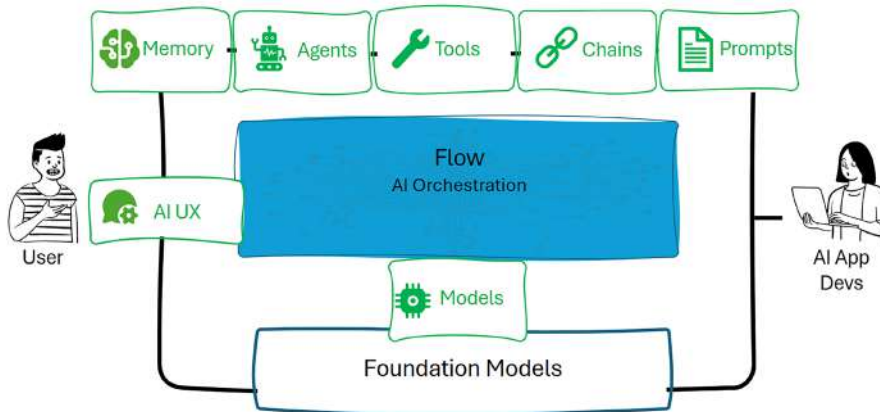 Memory
Agents
Tools
Chains
Prompts
Flow
AI Orchestration
AI UX
User
AI App
Devs
Models
Foundation Models